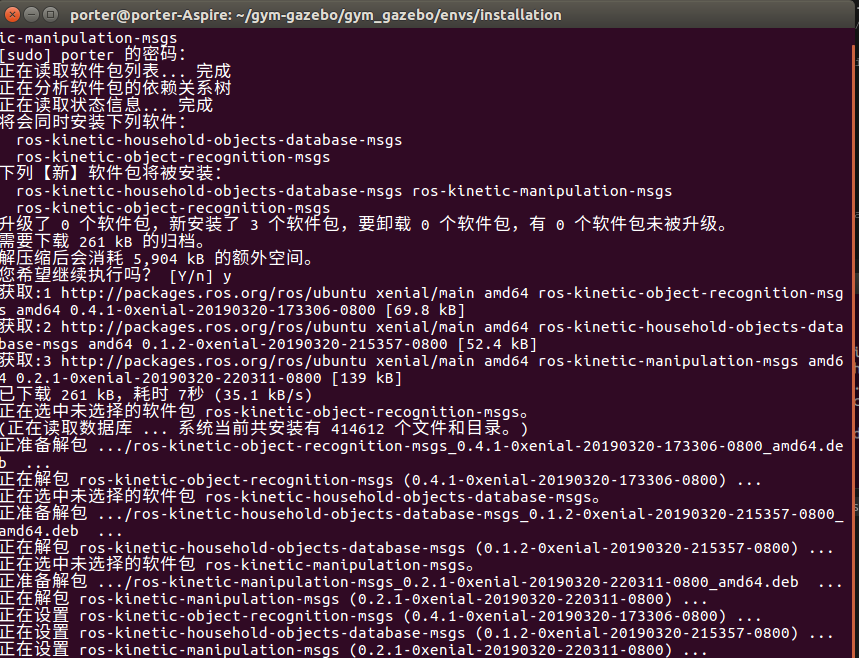 porter@porter-Aspire: ~/gym-gazebo/gym_gazebo/envs/installation
ic-manipulation-msgs
[sudo] porter 的密码：
正在读取软件包列表... 完成
正在分析软件包的依赖关系树
正在读取状态信息... 完成
将会同时安装下列软件：
ros-kinetic-household-objects-database-msgs
ros-kinetic-object-recognition-msgs
下列【新】软件包将被安装：
ros-kinetic-household-objects-database-msgs ros-kinetic-manipulation-msgs
ros-kinetic-object-recognition-msgs
升级了 0 个软件包，新安装了 3 个软件包，要卸载 0 个软件包，有 0 个软件包未被升级。
需要下载 261 kB 的归档。
解压缩后会消耗 5,904 kB 的额外空间。
您希望继续执行吗？ [Y/n] y
获取:1 http://packages.ros.org/ros/ubuntu xenial/main amd64 ros-kinetic-object-recognition-msg
s amd64 0.4.1-0xenial-20190320-173306-0800 [69.8 kB]
获取:2 http://packages.ros.org/ros/ubuntu xenial/main amd64 ros-kinetic-household-objects-data
base-msgs amd64 0.1.2-0xenial-20190320-215357-0800 [52.4 kB]
获取:3 http://packages.ros.org/ros/ubuntu xenial/main amd64 ros-kinetic-manipulation-msgs amd6
4 0.2.1-0xenial-20190320-220311-0800 [139 kB]
已下载 261 kB，耗时 7秒 (35.1 kB/s)
正在选中未选择的软件包 ros-kinetic-object-recognition-msgs。
(正在读取数据库 ... 系统当前共安装有 414612 个文件和目录。)
正准备解包 .../ros-kinetic-object-recognition-msgs_0.4.1-0xenial-20190320-173306-0800_amd64.de
b ...
正在解包 ros-kinetic-object-recognition-msgs (0.4.1-0xenial-20190320-173306-0800) ...
正在选中未选择的软件包 ros-kinetic-household-objects-database-msgs。
正准备解包 .../ros-kinetic-household-objects-database-msgs_0.1.2-0xenial-20190320-215357-0800_
amd64.deb ...
正在解包 ros-kinetic-household-objects-database-msgs (0.1.2-0xenial-20190320-215357-0800) ...
正在选中未选择的软件包 ros-kinetic-manipulation-msgs。
正准备解包 .../ros-kinetic-manipulation-msgs_0.2.1-0xenial-20190320-220311-0800_amd64.deb ...
正在解包 ros-kinetic-manipulation-msgs (0.2.1-0xenial-20190320-220311-0800) ...
正在设置 ros-kinetic-object-recognition-msgs (0.4.1-0xenial-20190320-173306-0800) ...
正在设置 ros-kinetic-household-objects-database-msgs (0.1.2-0xenial-20190320-215357-0800) ...
正在设置 ros-kinetic-manipulation-msgs (0.2.1-0xenial-20190320-220311-0800) ...